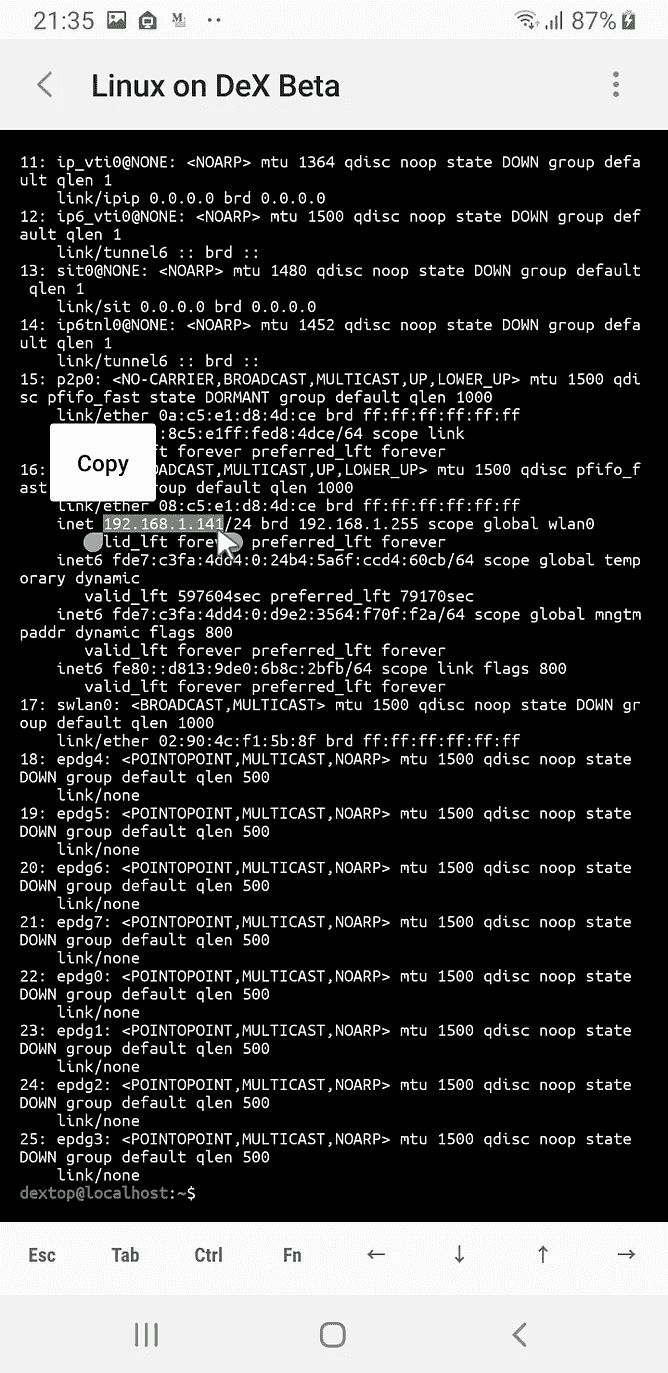 21:35 87%
Linux on DeX Beta
11: ip_vti0@NONE: <NOARP> mtu 1364 qdisc noop state DOWN group defa
ult qlen 1
link/ipip 0.0.0.0 brd 0.0.0.0
12: ip6_vti0@NONE: <NOARP> mtu 1500 qdisc noop state DOWN group def
ault qlen 1
link/tunnel6 :: brd ::
13: sit0@NONE: <NOARP> mtu 1480 qdisc noop state DOWN group default
qlen 1
link/sit 0.0.0.0 brd 0.0.0.0
14: ip6tnl0@NONE: <NOARP> mtu 1452 qdisc noop state DOWN group defa
ult qlen 1
link/tunnel6 :: brd ::
15: p2p0: <NO-CARRIER,BROADCAST,MULTICAST,UP,LOWER_UP> mtu 1500 qdi
sc pfifo_fast state DORMANT group default qlen 1000
link/ether 0a:c5:e1:d8:4d:ce brd ff:ff:ff:ff:ff:ff
:8c5:e1ff:fed8:4dce/64 scope link
ft forever preferred_lft forever
Copy
16: OADCAST,MULTICAST,UP,LOWER_UP> mtu 1500 qdisc pfifo_f
ast roup default qlen 1000
link/ether 08:c5:e1:d8:4d:ce brd ff:ff:ff:ff:ff:ff
inet 192.168.1.141/24 brd 192.168.1.255 scope global wlan0
lid_lft forev preferred_lft forever
inet6 fde7:c3fa:4dd4:0:24b4:5a6f:ccd4:60cb/64 scope global temp
orary dynamic
valid_lft 597604sec preferred_lft 79170sec
inet6 fde7:c3fa:4dd4:0:d9e2:3564:f70f:f2a/64 scope global mngtm
paddr dynamic flags 800
valid_lft forever preferred_lft forever
inet6 fe80::d813:9de0:6b8c:2bfb/64 scope link flags 800
valid_lft forever preferred_lft forever
17: swlan0: <BROADCAST,MULTICAST> mtu 1500 qdisc noop state DOWN gr
oup default qlen 1000
link/ether 02:90:4c:f1:5b:8f brd ff:ff:ff:ff:ff:ff
18: epdg4: <POINTOPOINT,MULTICAST,NOARP> mtu 1500 qdisc noop state
DOWN group default qlen 500
link/none
19: epdg5: <POINTOPOINT,MULTICAST,NOARP> mtu 1500 qdisc noop state
DOWN group default qlen 500
link/none
20: epdg6: <POINTOPOINT,MULTICAST,NOARP> mtu 1500 qdisc noop state
DOWN group default qlen 500
link/none
21: epdg7: <POINTOPOINT,MULTICAST,NOARP> mtu 1500 qdisc noop state
DOWN group default qlen 500
link/none
22: epdg0: <POINTOPOINT,MULTICAST,NOARP> mtu 1500 qdisc noop state
DOWN group default qlen 500
link/none
23: epdg1: <POINTOPOINT,MULTICAST,NOARP> mtu 1500 qdisc noop state
DOWN group default qlen 500
link/none
24: epdg2: <POINTOPOINT,MULTICAST,NOARP> mtu 1500 qdisc noop state
DOWN group default qlen 500
link/none
25: epdg3: <POINTOPOINT,MULTICAST,NOARP> mtu 1500 qdisc noop state
DOWN group default qlen 500
link/none
dextop@localhost:~$
Esc Tab Ctrl Fn ← ↓ ↑ →